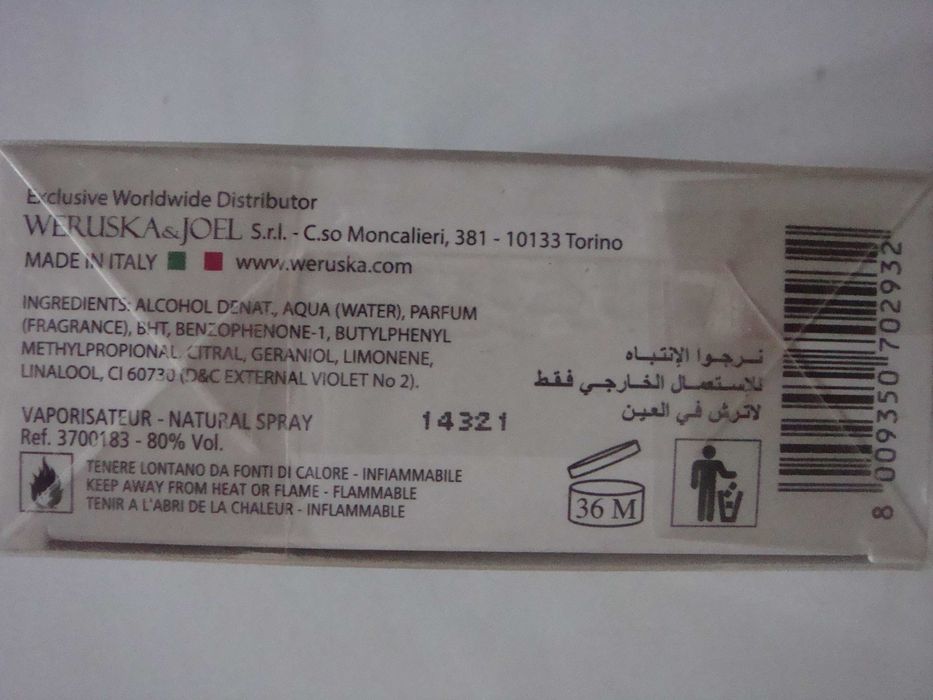 Exclusive Worldwide Distributor
WERUSKA&JOEL S.r.l. - C.so Moncalieri, 381 - 10133 Torino
MADE IN ITALY www.weruska.com
INGREDIENTS: ALCOHOL DENAT., AQUA (WATER), PARFUM
(FRAGRANCE), BHT, BENZOPHENONE-1, BUTYLPHENYL
METHYLPROPIONAL, CITRAL, GERANIOL, LIMONENE,
LINALOOL, CI 60730 (D&C EXTERNAL VIOLET No 2).
نـرجـوا الإنتباه
للاستعمال الخارجي فقط
لاترش في العين
VAPORISATEUR - NATURAL SPRAY
14321
Ref. 3700183 - 80% Vol.
TENERE LONTANO DA FONTI DI CALORE - INFIAMMABILE
KEEP AWAY FROM HEAT OR FLAME - FLAMMABLE
TENIR A L'ABRI DE LA CHALEUR - INFLAMMABLE
36 M
8 009350 702932